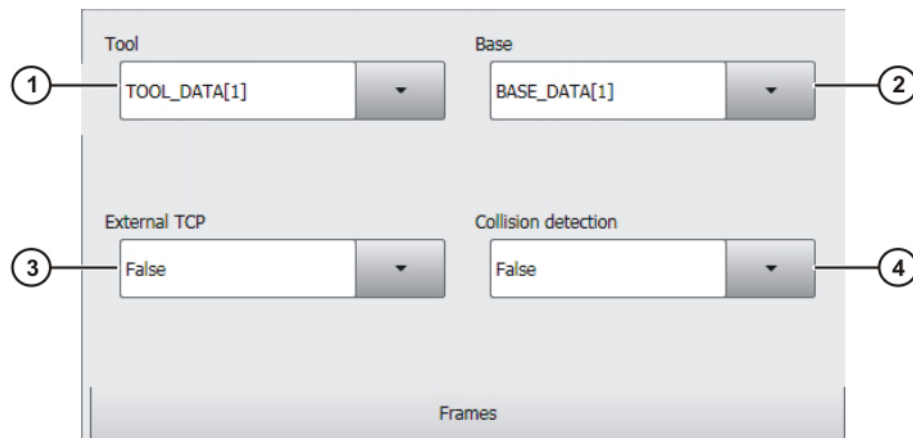 Tool
Base
1
TOOL_DATA[1]
BASE_DATA[1]
2
External TCP
Collision detection
3
False
False
4
Frames